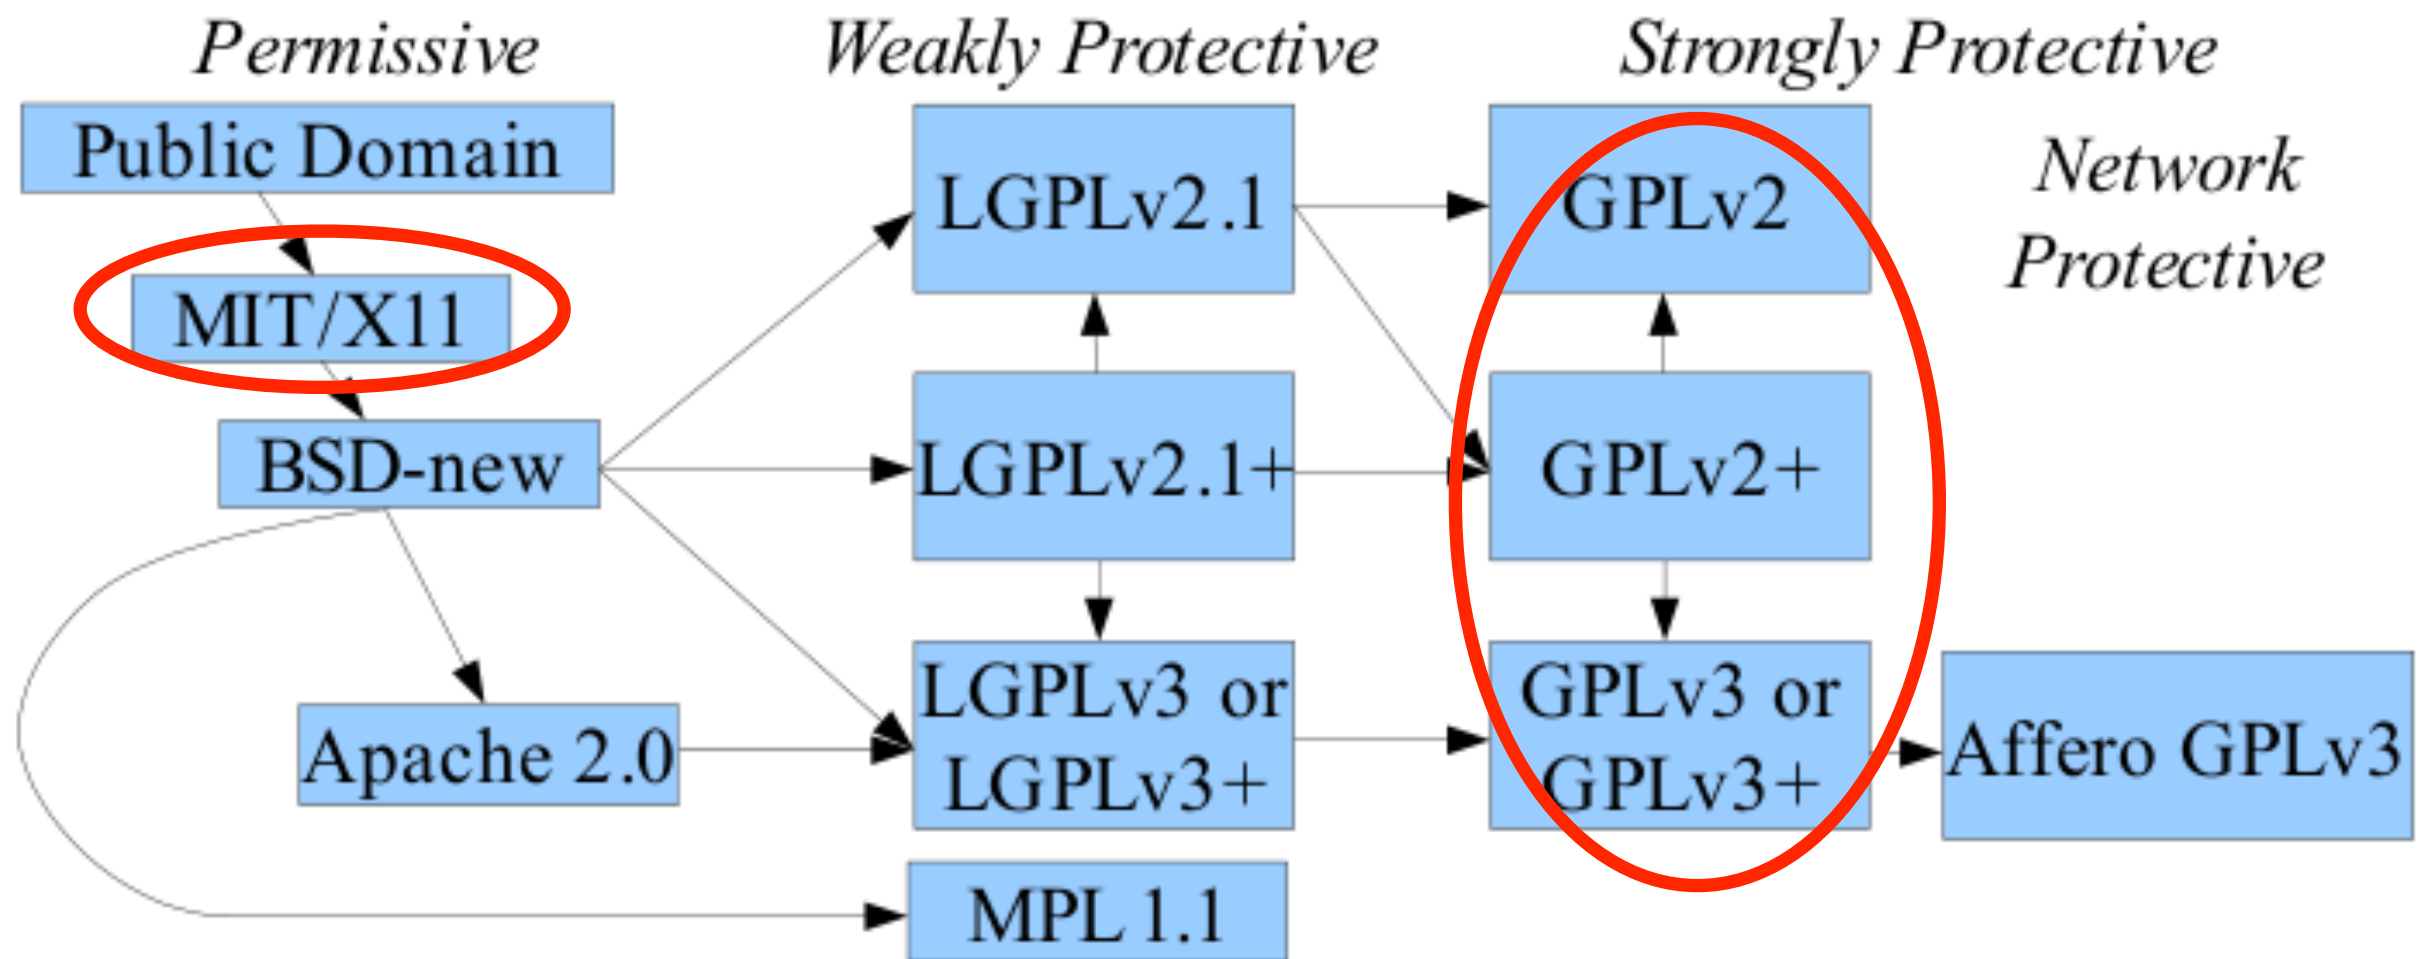 Permissive
Weakly Protective
Strongly Protective
Public Domain
MIT/X11
BSD-new
Apache 2.0
LGPLv2.1
LGPLv2.1+
LGPLv3 or
LGPLv3+
MPL 1.1
GPLv2
GPLv2+
GPLv3 or
GPLv3+
Network
Protective
Affero GPLv3